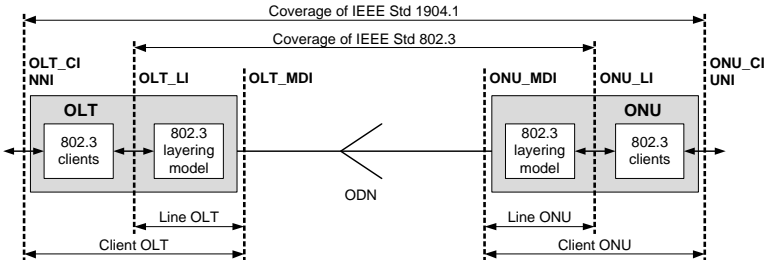 Coverage of IEEE Std 1904.1
Coverage of IEEE Std 802.3
OLT_CI
NNI
OLT_LI
OLT_MDI
ONU_MDI
ONU_LI
ONU_CI
UNI
OLT
ONU
802.3
clients
802.3
layering
model
802.3
layering
model
802.3
clients
ODN
Line OLT
Line ONU
Client OLT
Client ONU